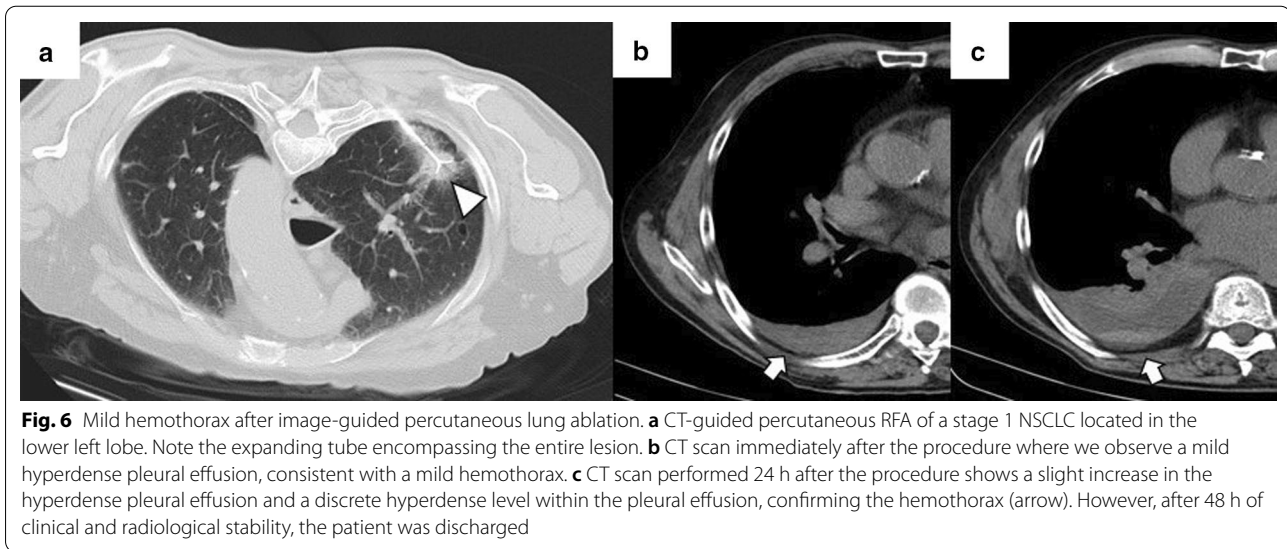 a
b
c
Fig. 6 Mild hemothorax after image-guided percutaneous lung ablation. a CT-guided percutaneous RFA of a stage 1 NSCLC located in the
lower left lobe. Note the expanding tube encompassing the entire lesion. b CT scan immediately after the procedure where we observe a mild
hyperdense pleural effusion, consistent with a mild hemothorax. c CT scan performed 24 h after the procedure shows a slight increase in the
hyperdense pleural effusion and a discrete hyperdense level within the pleural effusion, confirming the hemothorax (arrow). However, after 48 h of
clinical and radiological stability, the patient was discharged